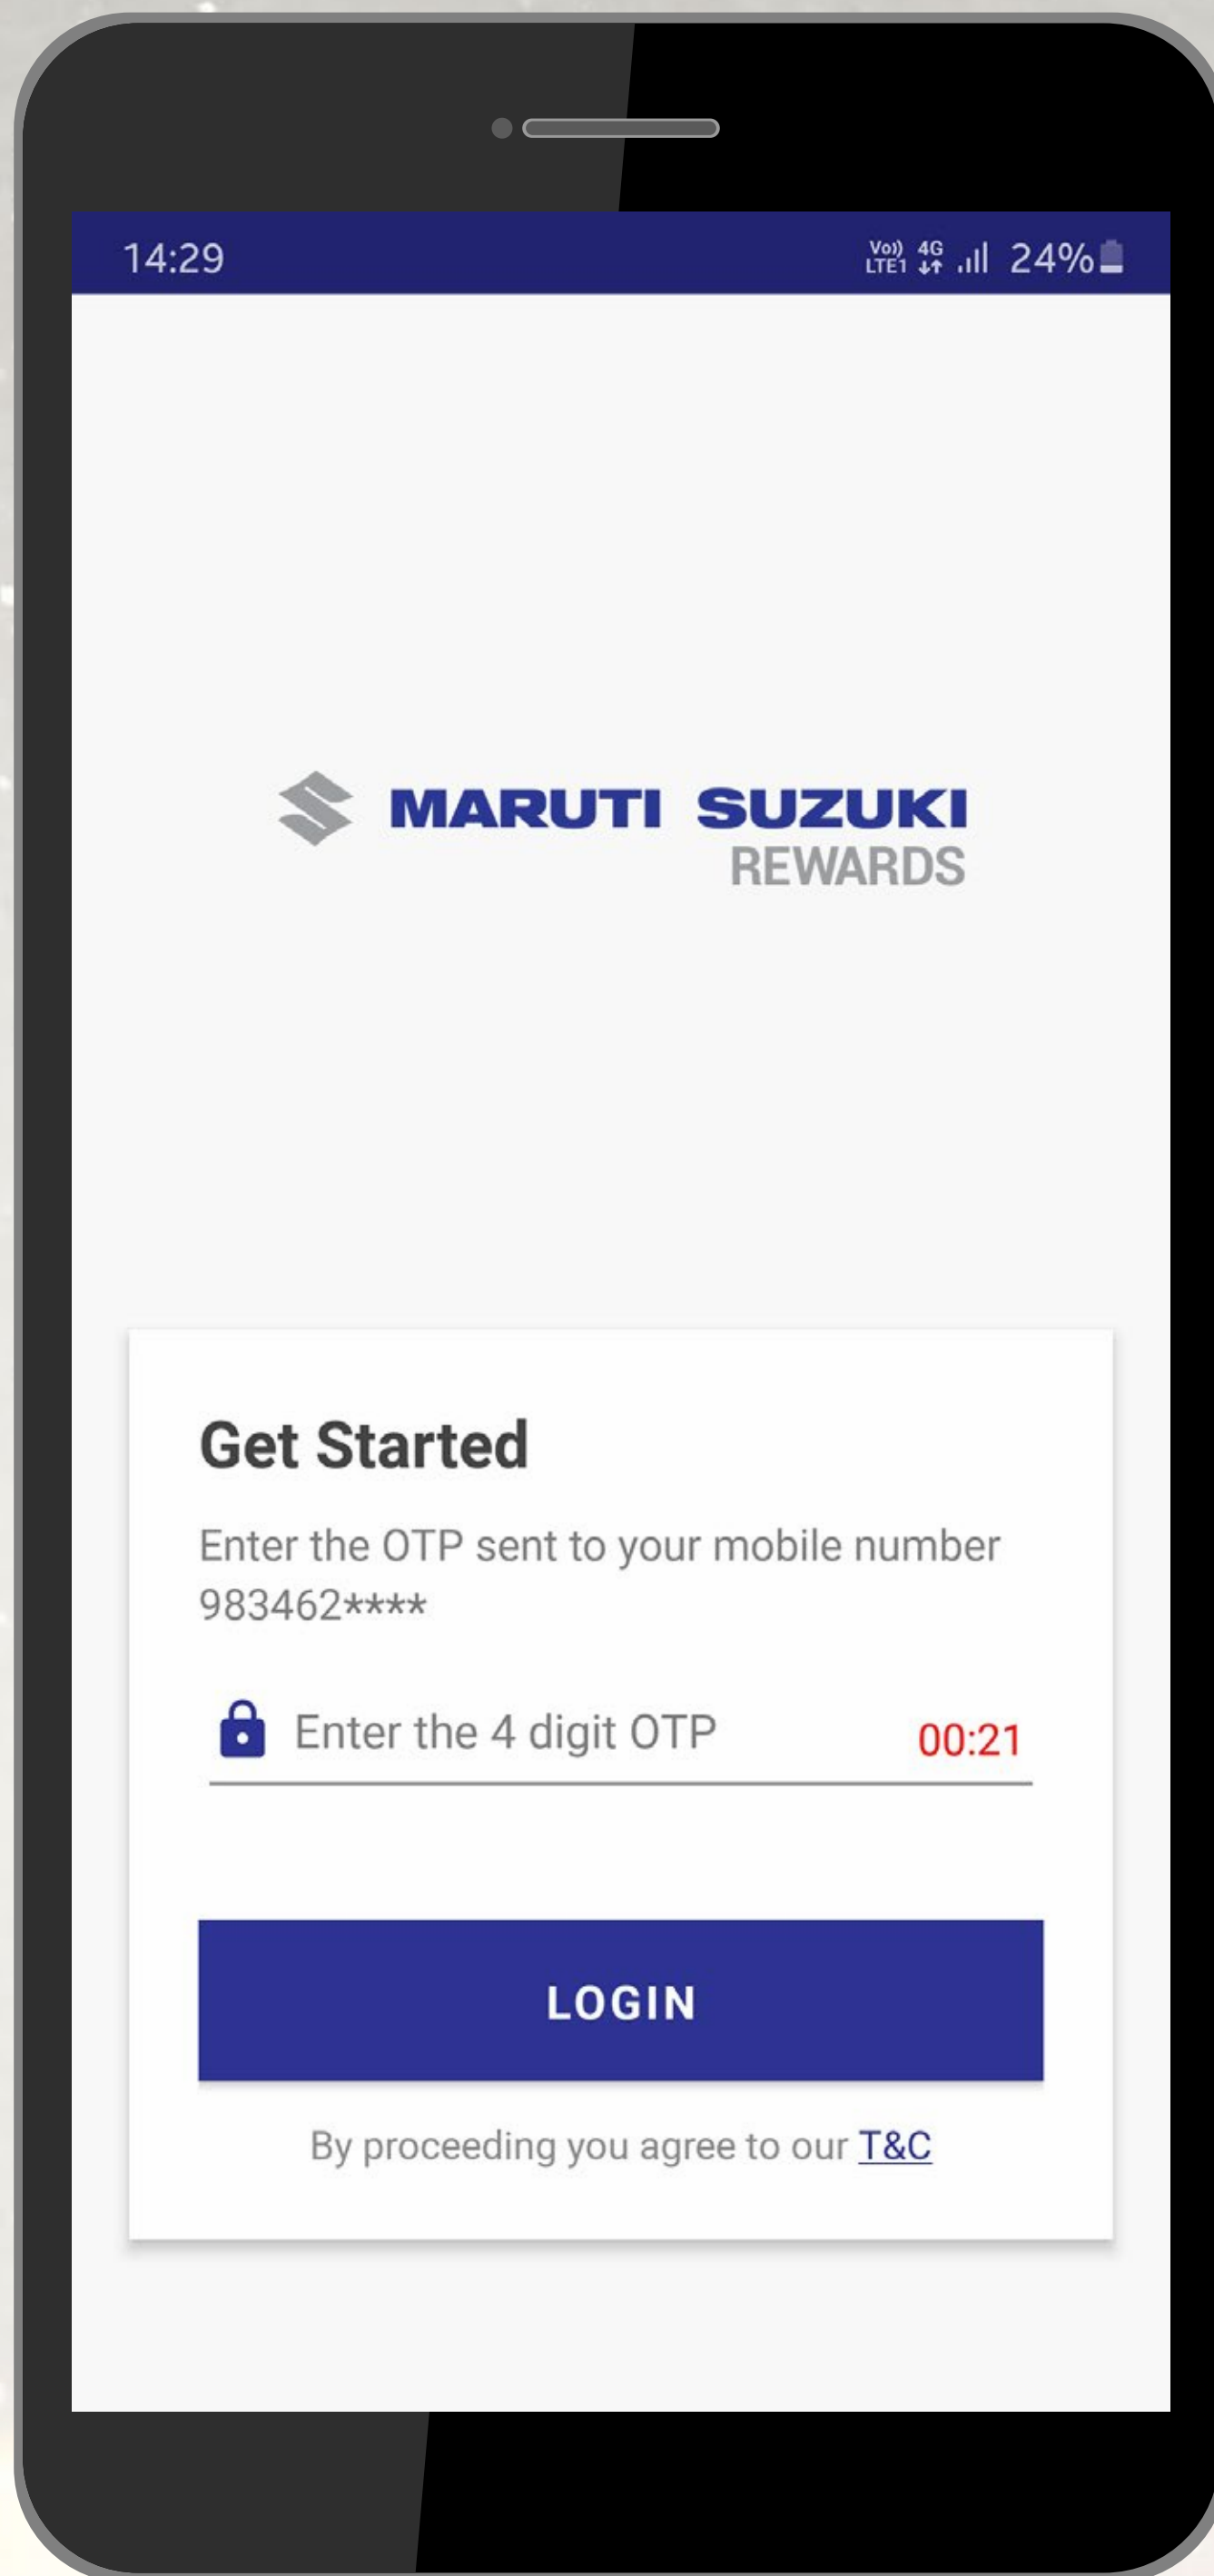 14:29 Vo)) LTE1 4G 24%
MARUTI SUZUKI
REWARDS
Get Started
Enter the OTP sent to your mobile number
983462****
Enter the 4 digit OTP 00:21
LOGIN
By proceeding you agree to our T&C